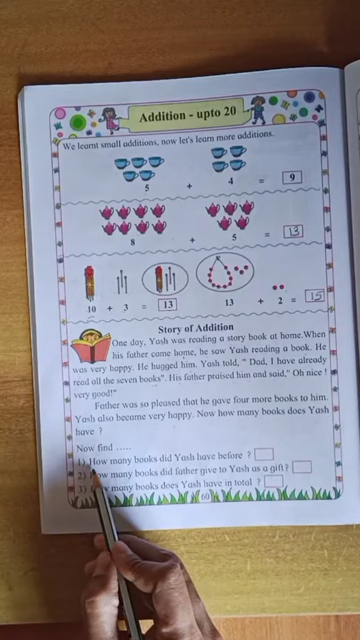 Addition - upto 20
We learnt small additions, now let's learn more additions.
5 + 4 = 9
8 + 5 = 13
10 + 3 = 13 13 + 2 = 15
Story of Addition
One day, Yash was reading a story book at home.When
his father came home, he saw Yash reading a book. He
was very happy. He hugged him. Yash told, " Dad, I have already
read all the seven books". His father praised him and said," Oh nice !
very good!"
Father was so pleased that he gave four more books to him.
Yash also became very happy. Now how many books does Yash
have ?
Now find .....
1) How many books did Yash have before ?
2) How many books did father give to Yash as a gift?
3) How many books does Yash have in total ?
60